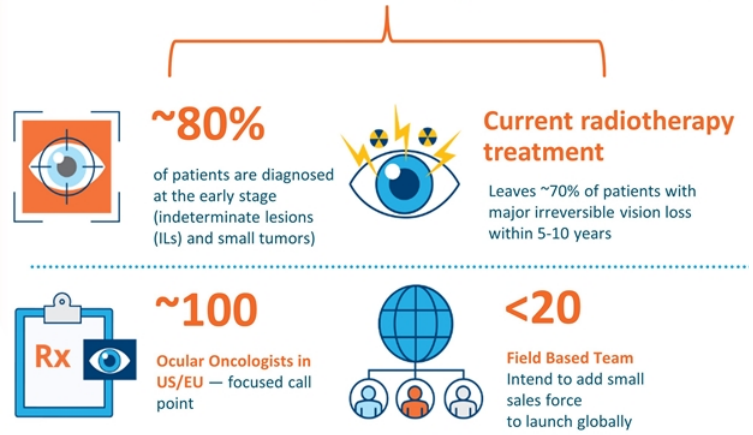 ~80%
of patients are diagnosed
at the early stage
(indeterminate lesions
(ILs) and small tumors)
Current radiotherapy
treatment
Leaves ~70% of patients with
major irreversible vision loss
within 5-10 years
Rx
~100
Ocular Oncologists in
US/EU — focused call
point
<20
Field Based Team
Intend to add small
sales force
to launch globally